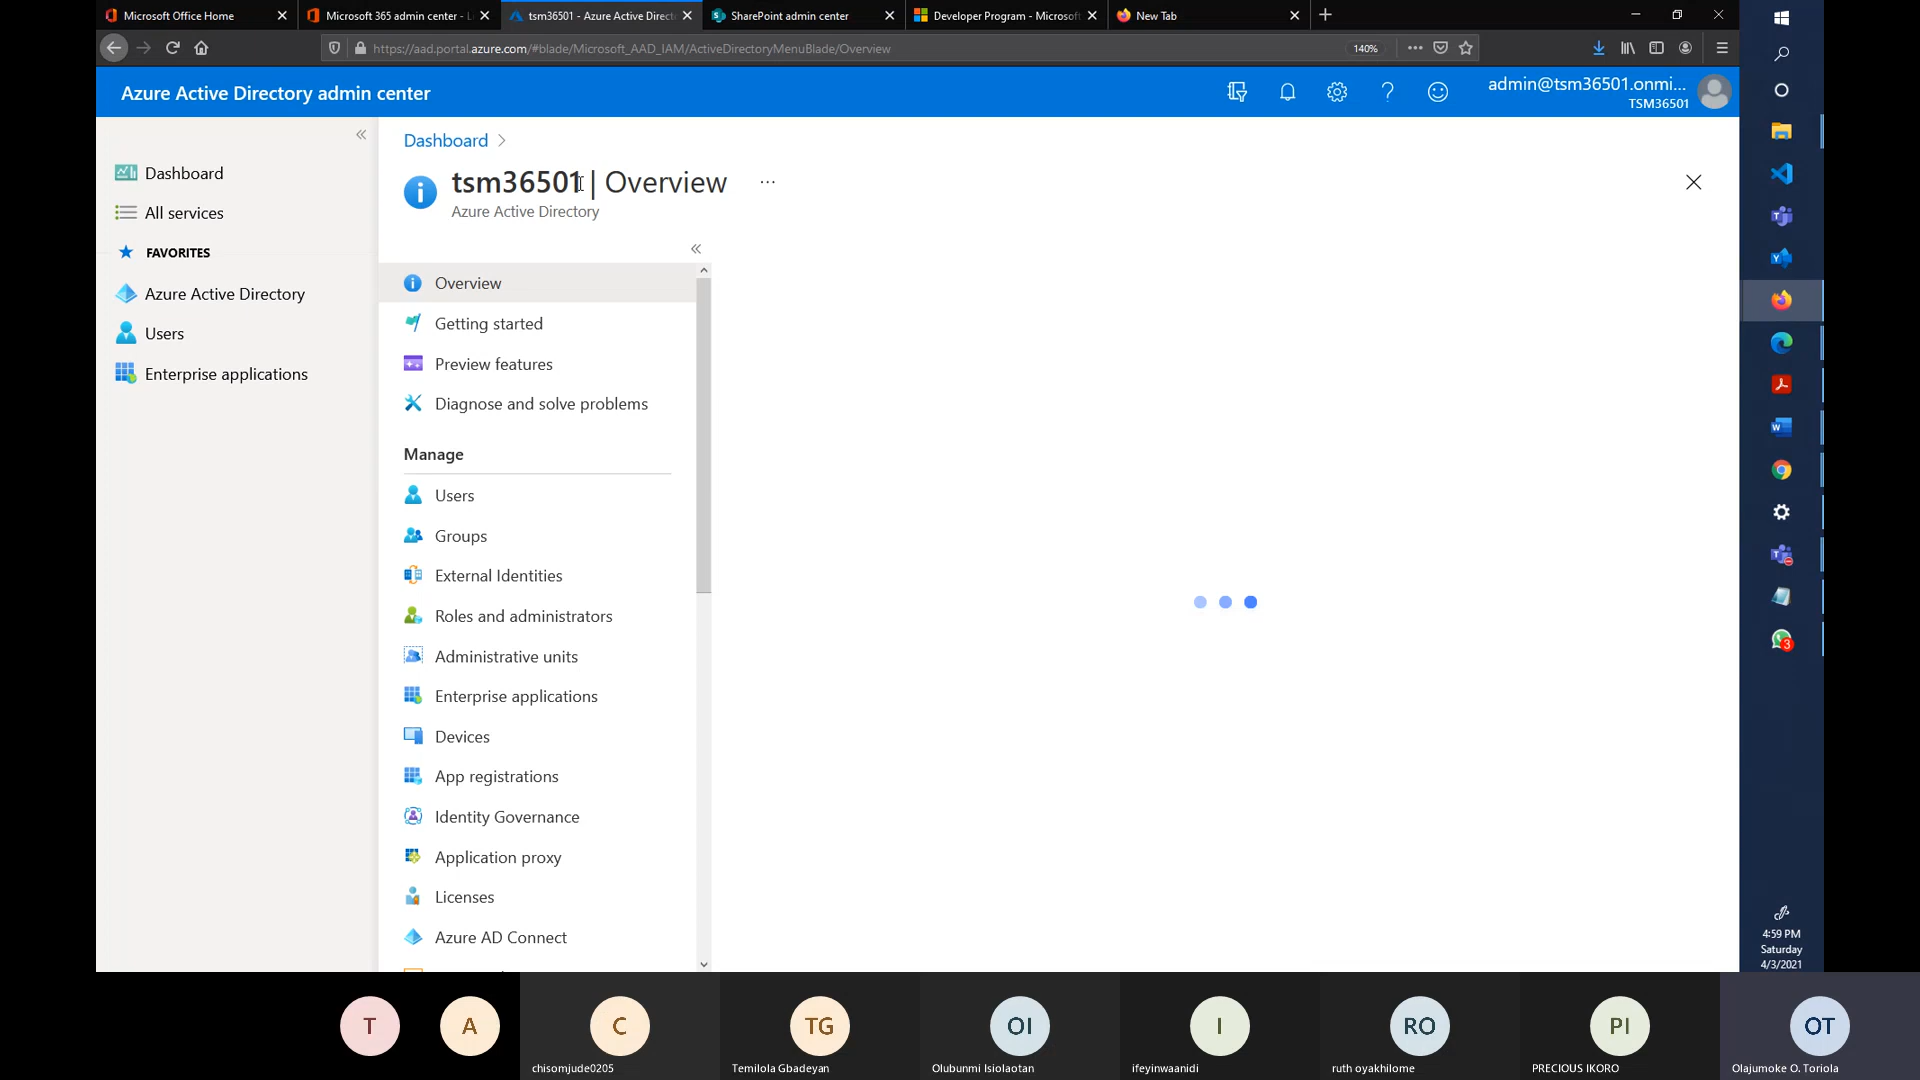 Microsoft Office Home
Microsoft 365 admin center -
tsm36501 - Azure Active Direct
SharePoint admin center
Developer Program - Microsoft
New Tab
https://aad.portal.azure.com/#blade/Microsoft_AAD_IAM/ActiveDirectoryMenuBlade/Overview
140%
Azure Active Directory admin center
admin@tsm36501.onmi...
TSM36501
Dashboard
All services
FAVORITES
Azure Active Directory
Users
Enterprise applications
Dashboard
tsm36501 | Overview
Azure Active Directory
Overview
Getting started
Preview features
Diagnose and solve problems
Manage
Users
Groups
External Identities
Roles and administrators
Administrative units
Enterprise applications
Devices
App registrations
Identity Governance
Application proxy
Licenses
Azure AD Connect
3
4:59 PM
Saturday
4/3/2021
T
A
C
chisomjude0205
TG
Temilola Gbadeyan
OI
Olubunmi Isiolaotan
I
ifeyinwaanidi
RO
ruth oyakhilome
PI
PRECIOUS IKORO
OT
Olajumoke O. Toriola